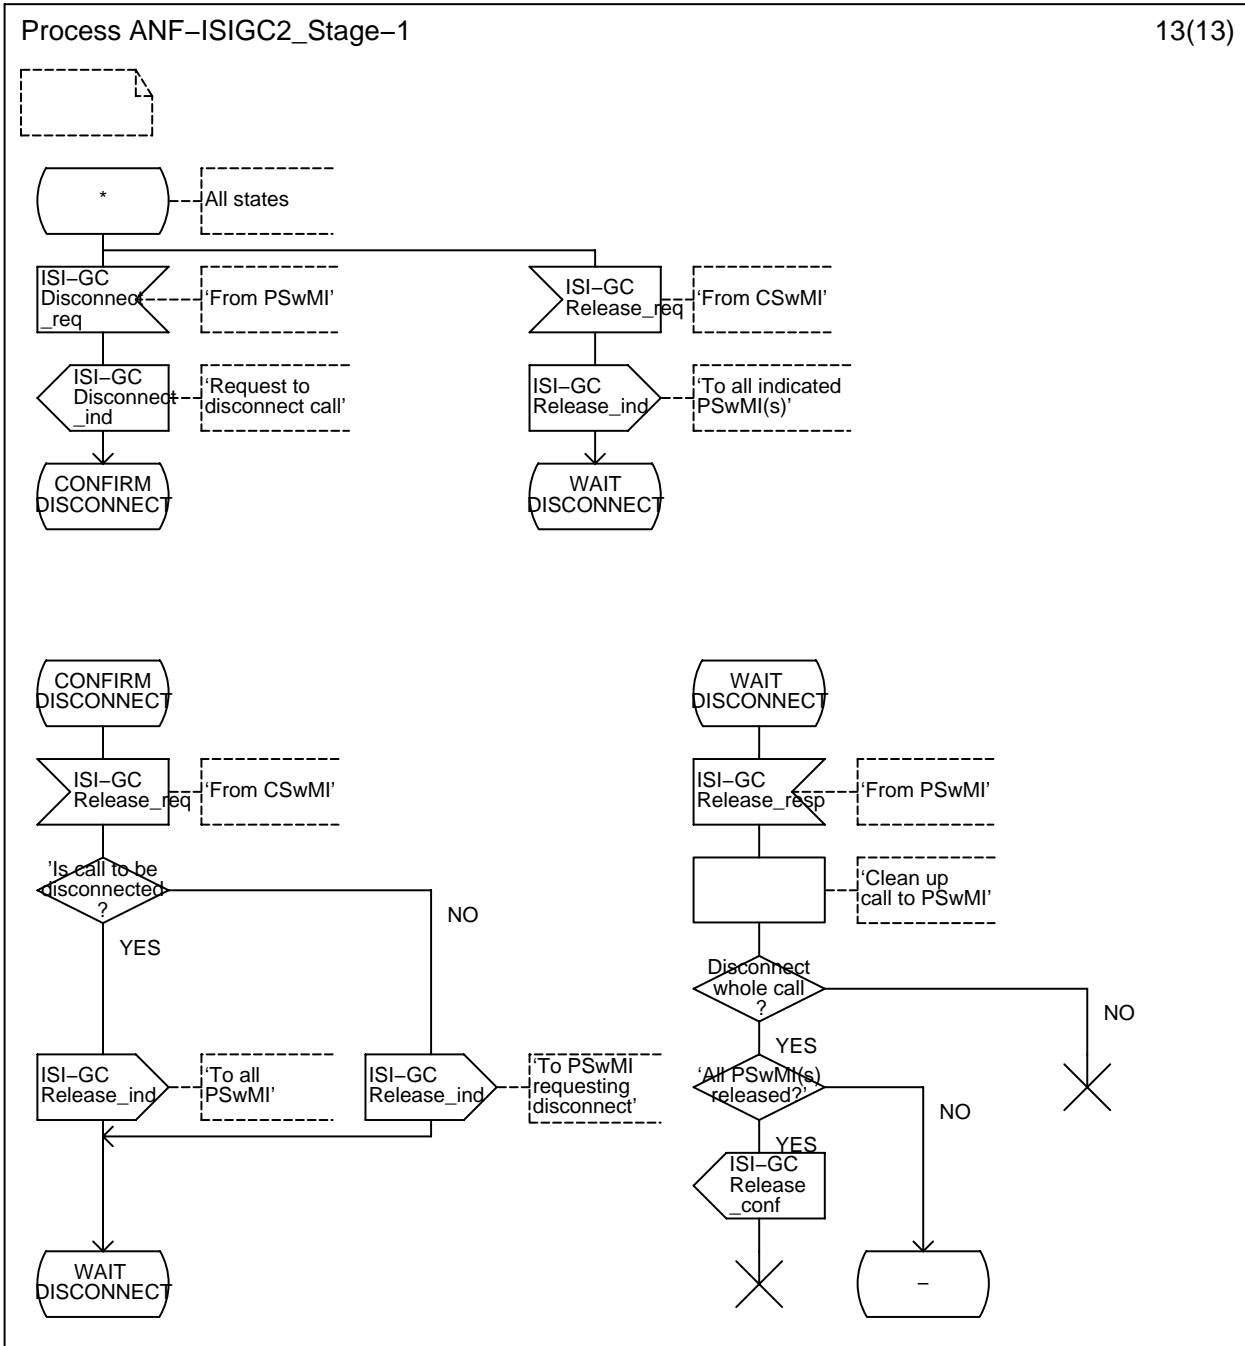 Process ANF−ISIGC2_Stage−1
13(13)
*
All states
ISI−GC
Disconnect
_req
‘From PSwMI’
ISI−GC
Release_req
‘From CSwMI’
ISI−GC
Disconnect
_ind
‘Request to
disconnect call’
ISI−GC
Release_ind
‘To all indicated
PSwMI(s)’
CONFIRM
DISCONNECT
WAIT
DISCONNECT
CONFIRM
DISCONNECT
WAIT
DISCONNECT
ISI−GC
Release_req
‘From CSwMI’
ISI−GC
Release_resp
‘From PSwMI’
’Is call to be
disconnected
?
NO
YES
‘Clean up
call to PSwMI’
Disconnect
whole call
?
NO
YES
ISI−GC
Release_ind
‘To all
PSwMI’
ISI−GC
Release_ind
‘To PSwMI
requesting
disconnect’
‘All PSwMI(s)
released?’
NO
YES
ISI−GC
Release
_conf
WAIT
DISCONNECT
−